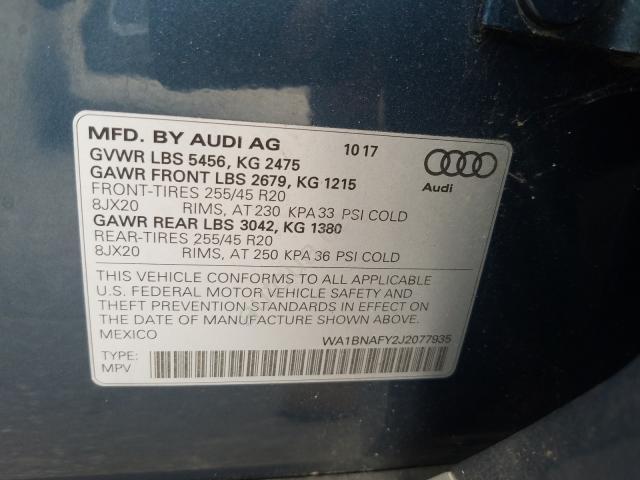 MFD. BY AUDI AG 10 17
GVWR LBS 5456, KG 2475
GAWR FRONT LBS 2679, KG 1215
FRONT-TIRES 255/45 R20
8JX20 RIMS, AT 230 KPA 33 PSI COLD
GAWR REAR LBS 3042, KG 1380
REAR-TIRES 255/45 R20
8JX20 RIMS, AT 250 KPA 36 PSI COLD
Audi
THIS VEHICLE CONFORMS TO ALL APPLICABLE
U.S. FEDERAL MOTOR VEHICLE SAFETY AND
THEFT PREVENTION STANDARDS IN EFFECT ON
THE DATE OF MANUFACTURE SHOWN ABOVE.
MEXICO WA1BNAFY2J2077935
TYPE:
MPV